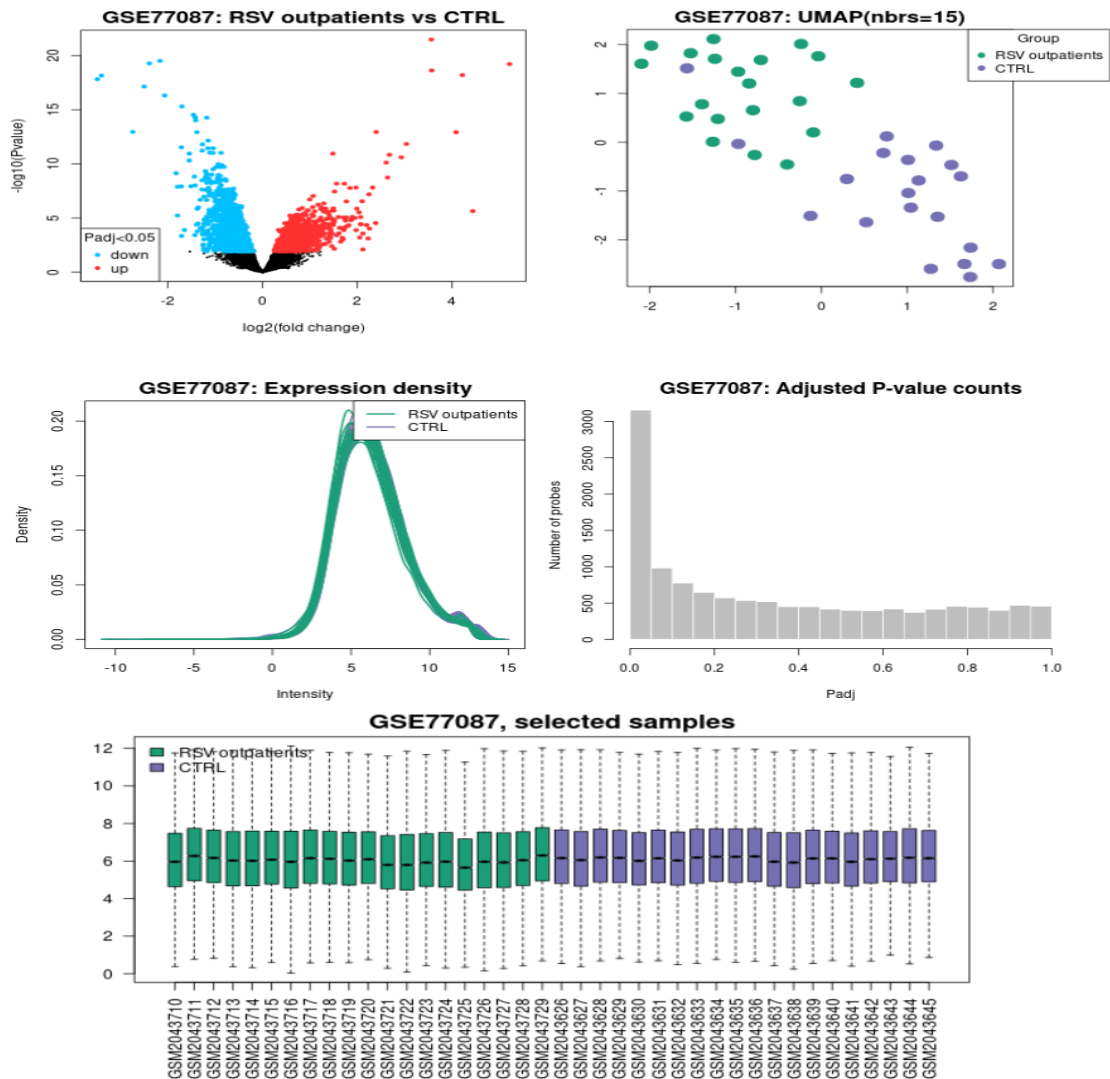 GSE77087: RSV outpatients vs CTRL
-log10(Pvalue)
20
15
10
5
0
Padj<0.05
down
up
-2
0
2
4
log2(fold change)
GSE77087: UMAP(nbrs=15)
Group
RSV outpatients
CTRL
2
1
0
-1
-2
-2
-1
0
1
2
GSE77087: Expression density
RSV outpatients
CTRL
Density
0.20
0.15
0.10
0.05
0.00
-10
-5
0
5
10
15
Intensity
GSE77087: Adjusted P-value counts
Number of probes
3000
2500
2000
1500
1000
500
0
0.0
0.2
0.4
0.6
0.8
1.0
Padj
GSE77087, selected samples
RSV outpatients
CTRL
12
10
8
6
4
2
0
GSM2043710
GSM2043711
GSM2043712
GSM2043713
GSM2043714
GSM2043715
GSM2043716
GSM2043717
GSM2043718
GSM2043719
GSM2043720
GSM2043721
GSM2043722
GSM2043723
GSM2043724
GSM2043725
GSM2043726
GSM2043727
GSM2043728
GSM2043729
GSM2043626
GSM2043627
GSM2043628
GSM2043629
GSM2043630
GSM2043631
GSM2043632
GSM2043633
GSM2043634
GSM2043635
GSM2043636
GSM2043637
GSM2043638
GSM2043639
GSM2043640
GSM2043641
GSM2043642
GSM2043643
GSM2043644
GSM2043645